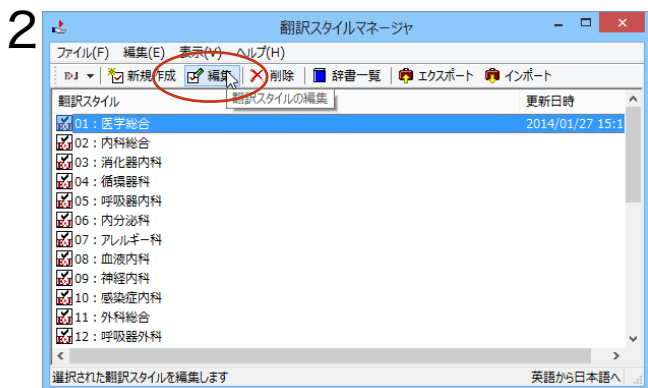 2
翻訳スタイルマネージャ
ファイル(F) 編集(E) 表示(V) ヘルプ(H)
E›J 新規作成 編集 削除 辞書一覧 エクスポート インポート
翻訳スタイルの編集
翻訳スタイル 更新日時
01：医学総合 2014/01/27 15:1
02：内科総合
03：消化器内科
04：循環器科
05：呼吸器内科
06：内分泌科
07：アレルギー科
08：血液内科
09：神経内科
10：感染症内科
11：外科総合
12：呼吸器外科
選択された翻訳スタイルを編集します 英語から日本語へ